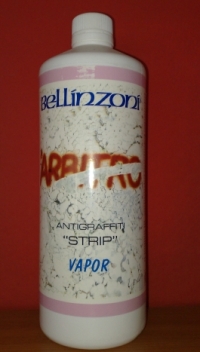 Bellinzoni
ANTIGRAFFITI
"STRIP"
VAPOR